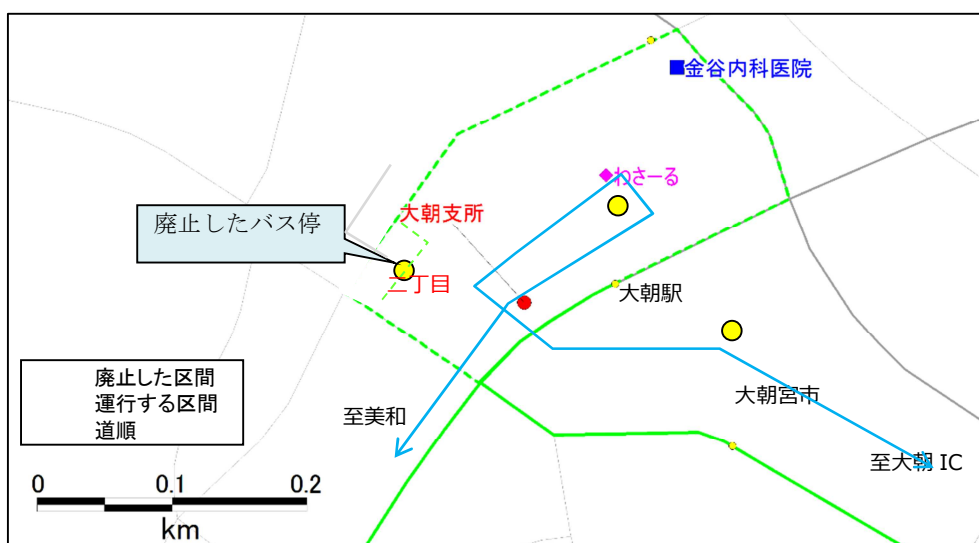 金谷内科医院
わさーる
大朝支所
廃止したバス停
二丁目
大朝駅
大朝宮市
廃止した区間
運行する区間
道順
至美和
至大朝 IC
0 0.1 0.2
km